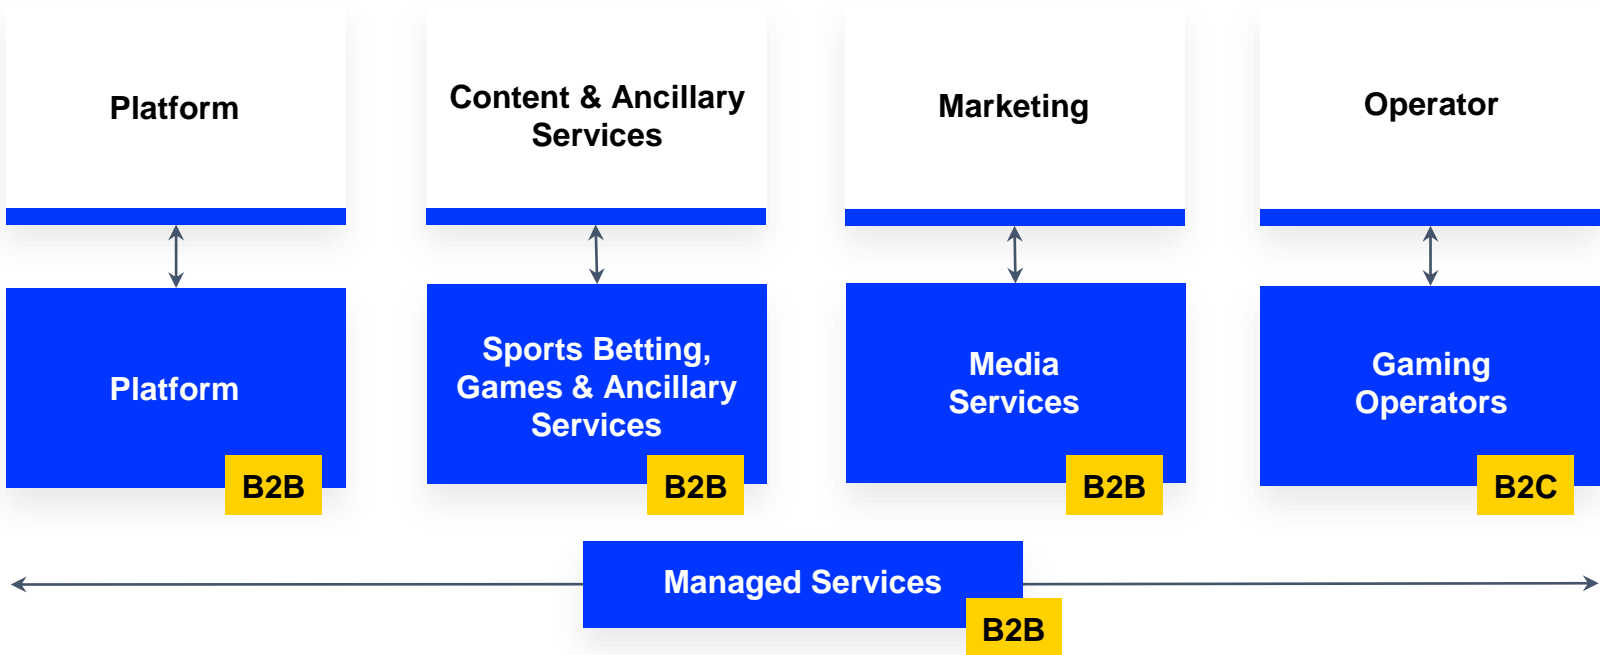 Platform
Content & Ancillary
Services
Marketing
Operator
Platform
B2B
Sports Betting,
Games & Ancillary
Services
B2B
Media
Services
B2B
Gaming
Operators
B2C
Managed Services
B2B